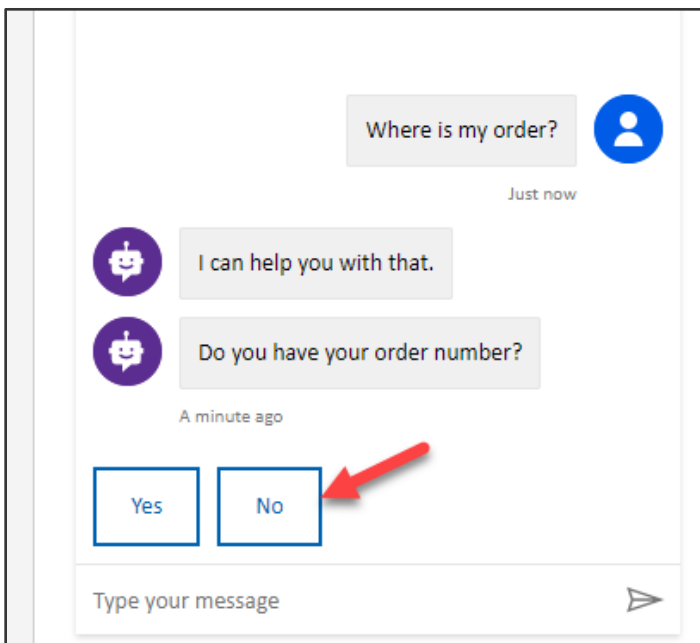 Where is my order?
Just now
I can help you with that.
Do you have your order number?
A minute ago
Yes
No
Type your message